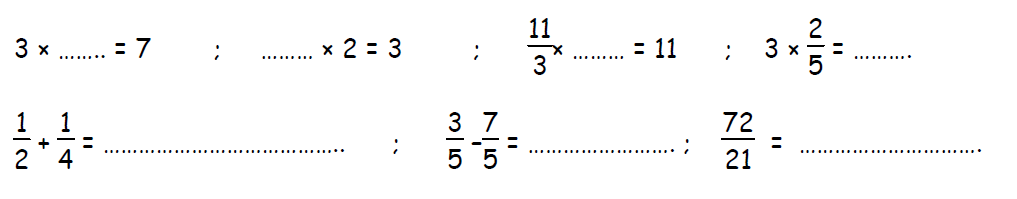 3 × …….. = 7 ; ……… × 2 = 3 ; 11/3 × ……… = 11 ; 3 × 2/5 = ……….
1/2 + 1/4 = ………………………………….. ; 3/5 − 7/5 = ……………………. ; 72/21 = ………………………….